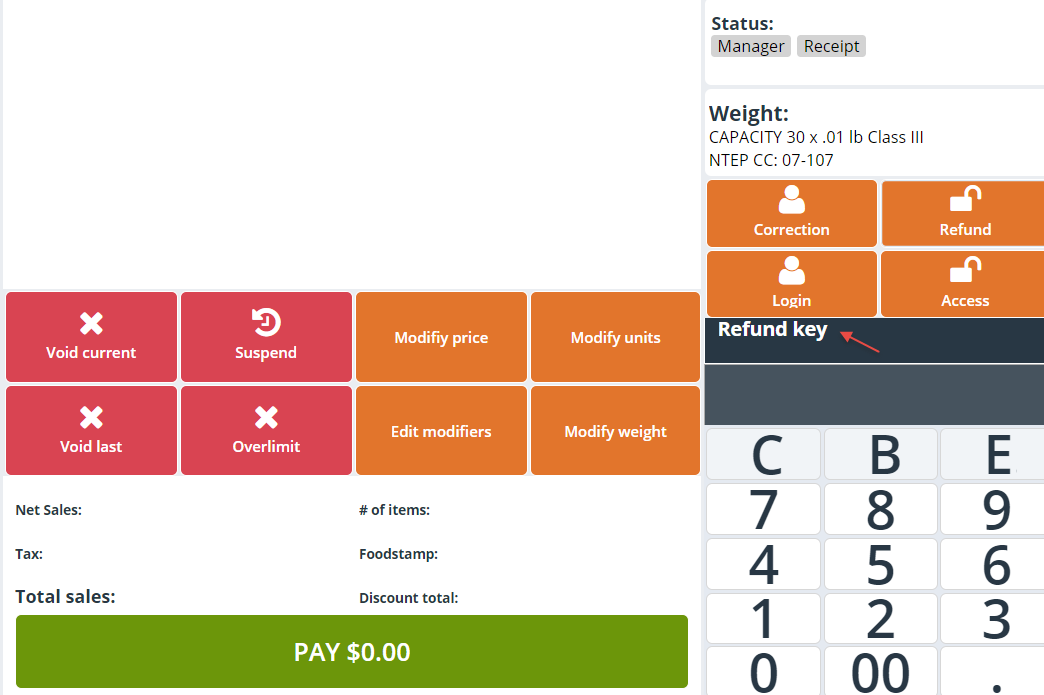 Status:
Manager Receipt
Weight:
CAPACITY 30 x .01 lb Class III
NTEP CC: 07-107
Correction Refund
Login Access
Refund key
Void current Suspend Modifiy price Modify units
Void last Overlimit Edit modifiers Modify weight
C B E
7 8 9
4 5 6
1 2 3
0 00 .
Net Sales: # of items:
Tax: Foodstamp:
Total sales: Discount total:
PAY $0.00